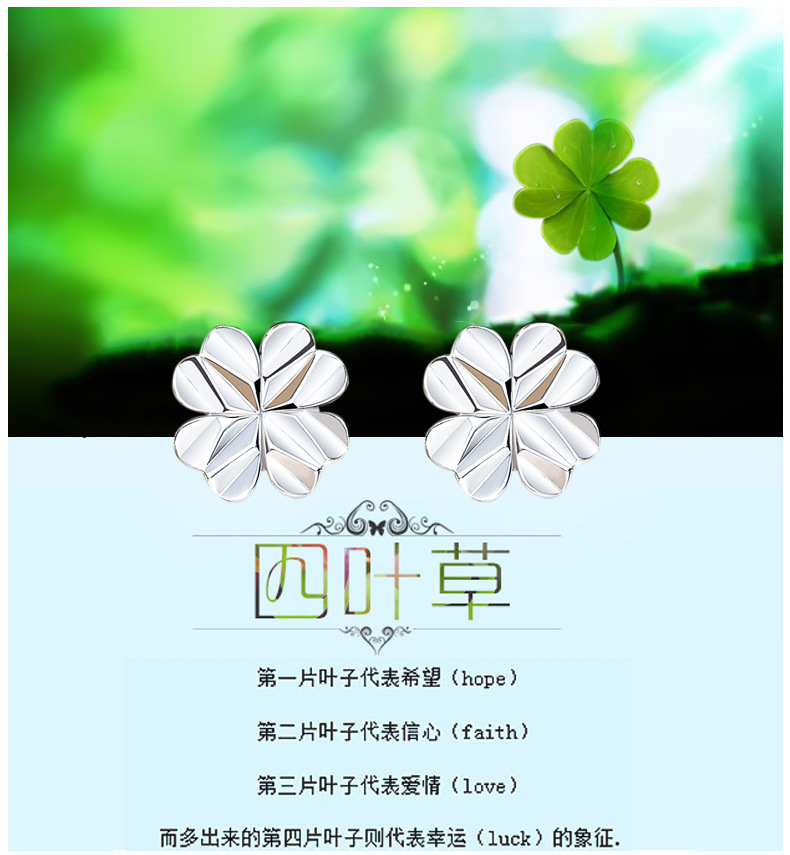 四叶草
第一片叶子代表希望（hope）
第二片叶子代表信心（faith）
第三片叶子代表爱情（love）
而多出来的第四片叶子则代表幸运（luck）的象征.